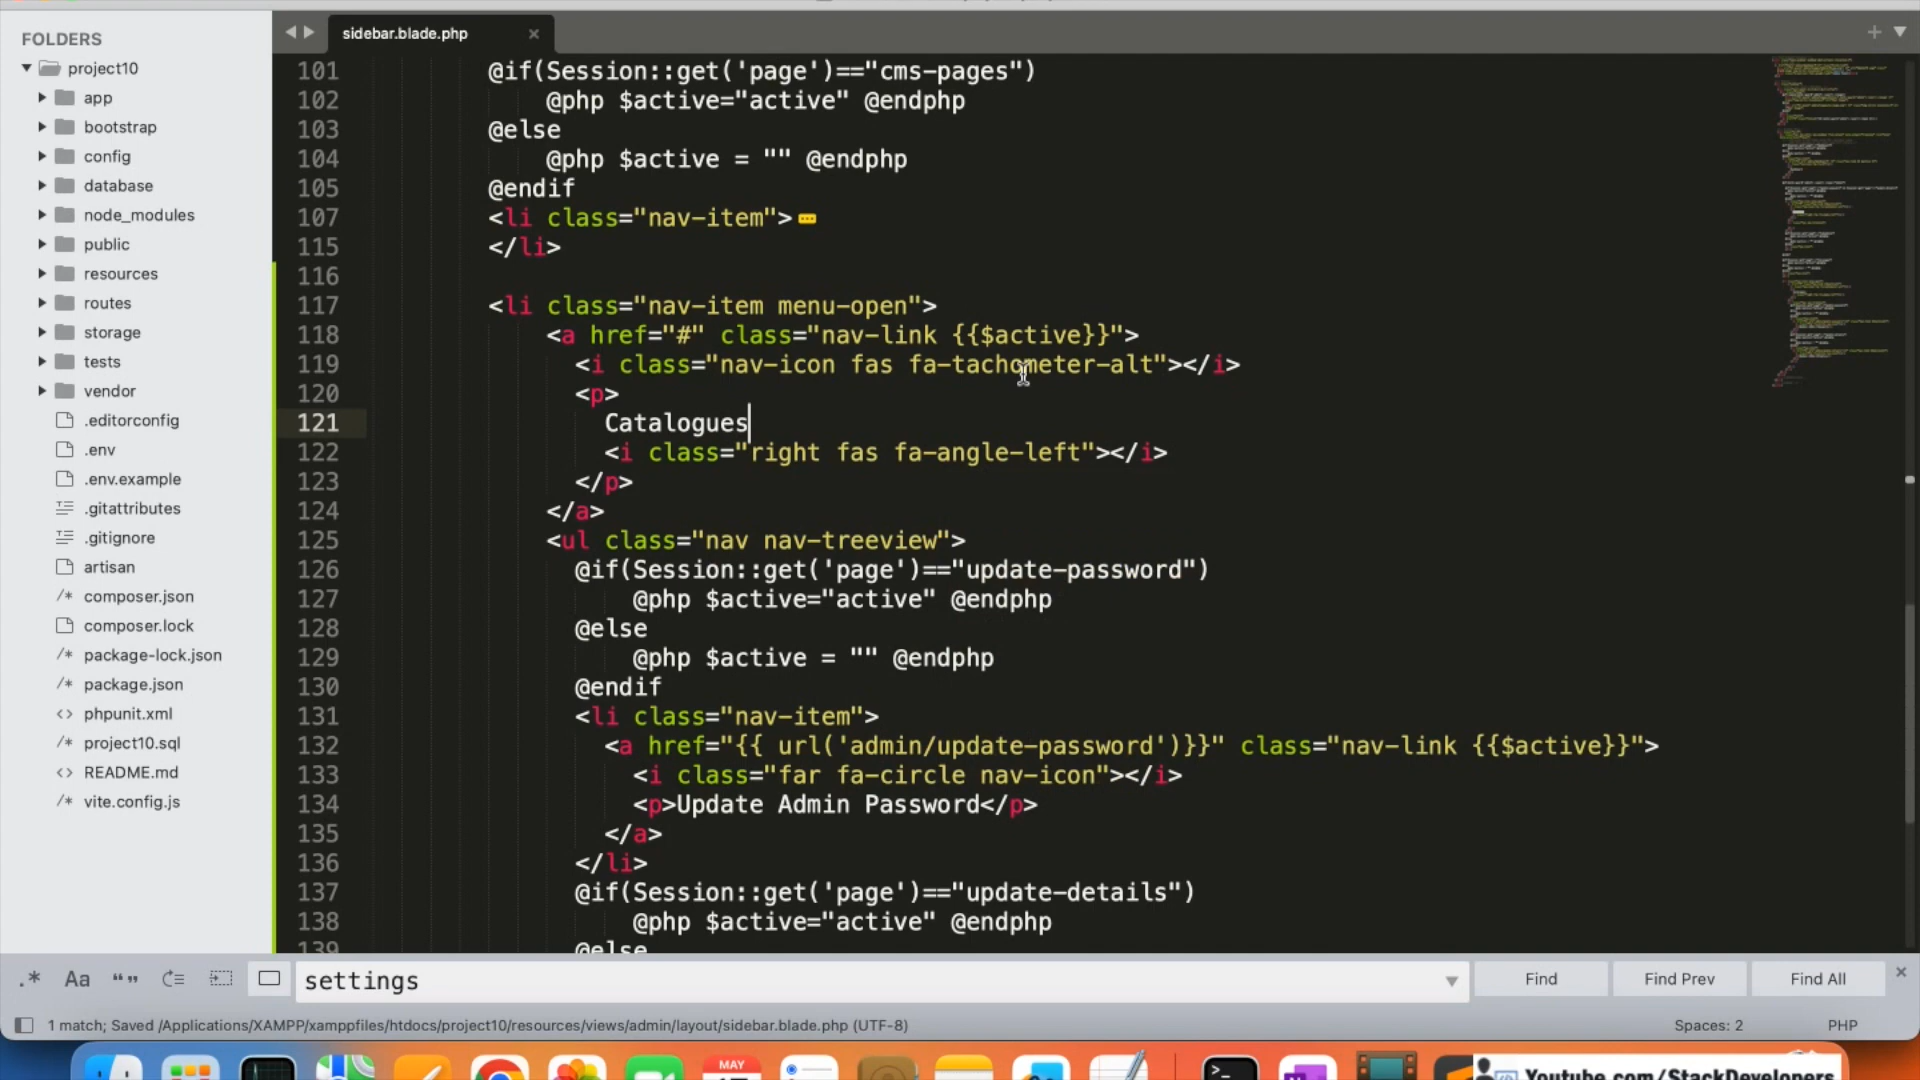 FOLDERS
project10
app
bootstrap
config
database
node_modules
public
resources
routes
storage
tests
vendor
.editorconfig
.env
.env.example
.gitattributes
.gitignore
artisan
/* composer.json
composer.lock
/* package-lock.json
/* package.json
<> phpunit.xml
/* project10.sql
<> README.md
/* vite.config.js
sidebar.blade.php ×
101 @if(Session::get('page')=="cms-pages")
102 @php $active="active" @endphp
103 @else
104 @php $active = "" @endphp
105 @endif
107 <li class="nav-item">
115 </li>
116
117 <li class="nav-item menu-open">
118 <a href="#" class="nav-link {{$active}}">
119 <i class="nav-icon fas fa-tachometer-alt"></i>
120 <p>
121 Catalogues
122 <i class="right fas fa-angle-left"></i>
123 </p>
124 </a>
125 <ul class="nav nav-treeview">
126 @if(Session::get('page')=="update-password")
127 @php $active="active" @endphp
128 @else
129 @php $active = "" @endphp
130 @endif
131 <li class="nav-item">
132 <a href="{{ url('admin/update-password')}}" class="nav-link {{$active}}">
133 <i class="far fa-circle nav-icon"></i>
134 <p>Update Admin Password</p>
135 </a>
136 </li>
137 @if(Session::get('page')=="update-details")
138 @php $active="active" @endphp
139 @else
.* Aa “” settings Find Find Prev Find All ×
1 match; Saved /Applications/XAMPP/xamppfiles/htdocs/project10/resources/views/admin/layout/sidebar.blade.php (UTF-8) Spaces: 2 PHP
MAY
Youtube.com/StackDevelopers